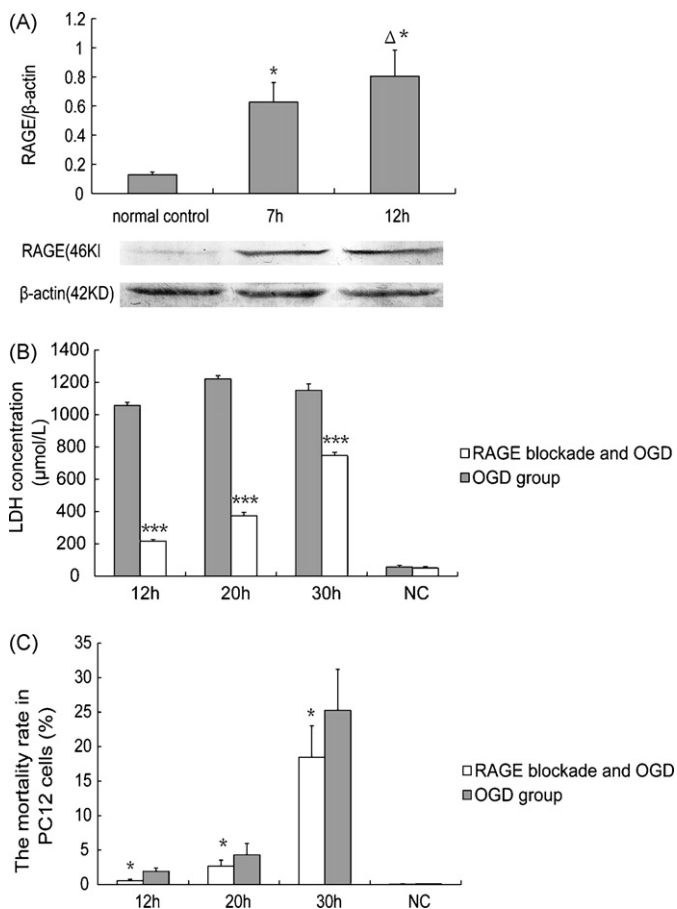 (A)
1.2
1
0.8
0.6
0.4
0.2
0
RAGE/β-actin
*
Δ *
normal control 7h 12h
RAGE(46KI
β-actin(42KD)
(B)
1400
1200
1000
800
600
400
200
0
LDH concentration
(μmol/L)
***
***
***
12h 20h 30h NC
RAGE blockade and OGD
OGD group
(C)
35
30
25
20
15
10
5
0
The mortality rate in
PC12 cells (%)
*
*
*
12h 20h 30h NC
RAGE blockade and OGD
OGD group